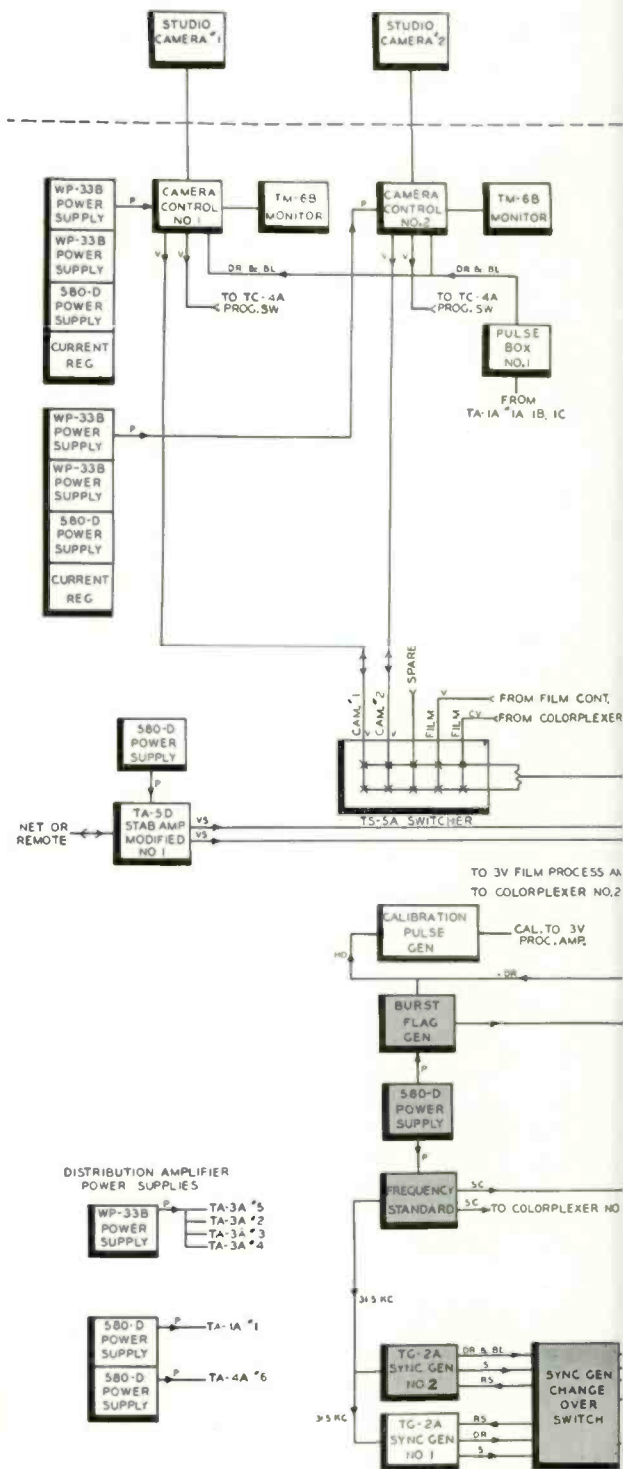 STUDIO
CAMERA #1
STUDIO
CAMERA #2
WP-33B
POWER
SUPPLY
WP-33B
POWER
SUPPLY
580-D
POWER
SUPPLY
CURRENT
REG
P
CAMERA
CONTROL
NO. 1
TM-6B
MONITOR
P
CAMERA
CONTROL
NO. 2
TM-6B
MONITOR
V
V
DR & BL
TO TC-4A
PROG. SW
V
V
DR & BL
TO TC-4A
PROG. SW
PULSE
BOX
NO. 1
FROM
TA-1A #1A 1B, 1C
WP-33B
POWER
SUPPLY
WP-33B
POWER
SUPPLY
580-D
POWER
SUPPLY
CURRENT
REG
P
CAM. #1
V
CAM. #2
V
SPARE
FILM
V
FILM
CV
FROM FILM CONT.
FROM COLORPLEXER
TS-5A SWITCHER
580-D
POWER
SUPPLY
P
NET OR
REMOTE
TA-5D
STAB AMP
MODIFIED
NO 1
VS
VS
TO 3V FILM PROCESS
TO COLORPLEXER NO. 2
CALIBRATION
PULSE
GEN
CAL. TO 3V
PROC. AMP.
HD
DR
BURST
FLAG
GEN
P
580-D
POWER
SUPPLY
P
FREQUENCY
STANDARD
SC
SC
TO COLORPLEXER NO
DISTRIBUTION AMPLIFIER
POWER SUPPLIES
WP-33B
POWER
SUPPLY
P
TA-3A #5
TA-3A #2
TA-3A #3
TA-3A #4
580-D
POWER
SUPPLY
P
TA-1A #1
580-D
POWER
SUPPLY
P
TA-4A #6
31.5 KC
31.5 KC
TG-2A
SYNC GEN
NO. 2
DR & BL
S
RS
TG-2A
SYNC GEN
NO 1
RS
DR
S
SYNC GEN
CHANGE
OVER
SWITCH